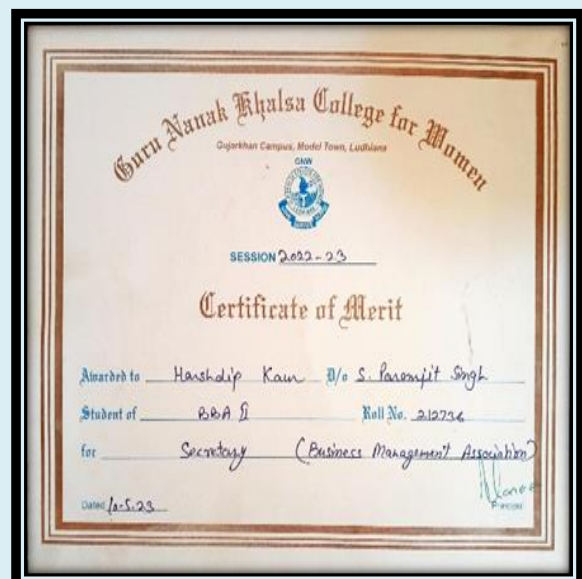 Guru Nanak Khalsa College for Women
Gujarkhan Campus, Model Town, Ludhiana
GNW
SESSION 2022-23
Certificate of Merit
Awarded to Harshdip Kaur D/o S. Paramjit Singh
Student of BBA II Roll No. 212736
for Secretary (Business Management Association)
Dated 10-5-23 Principal